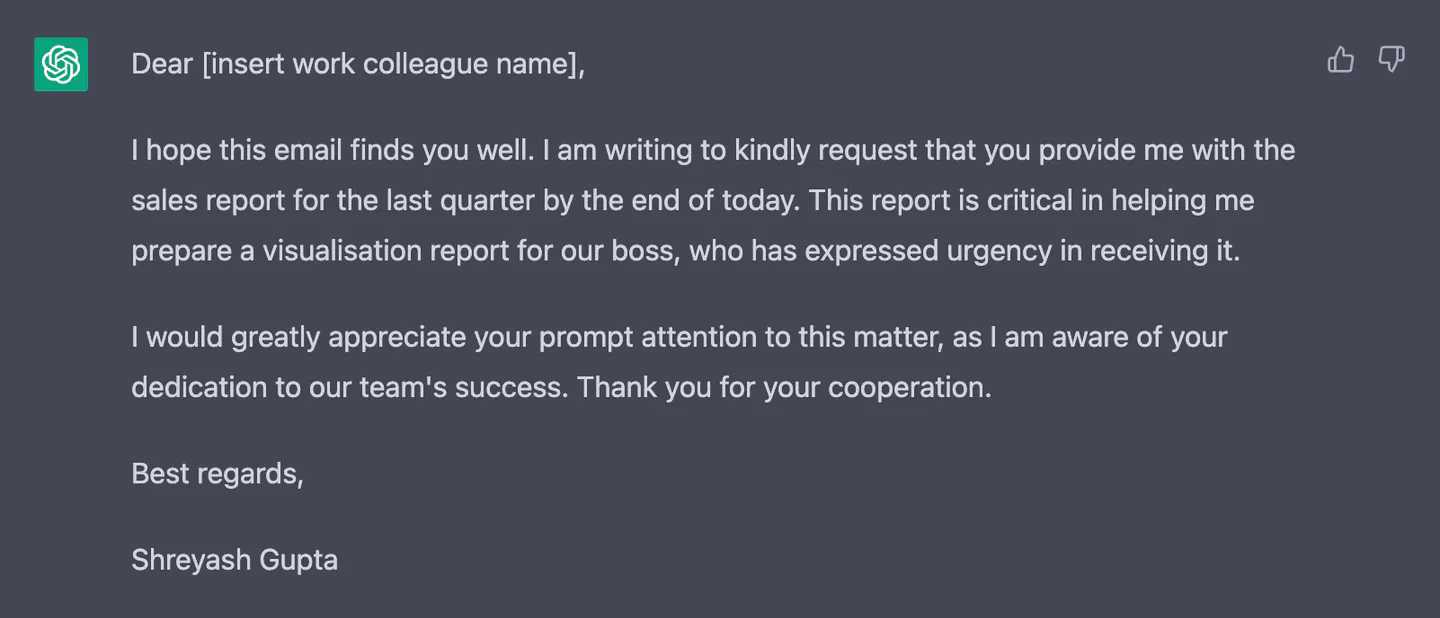 Dear [insert work colleague name],
I hope this email finds you well. I am writing to kindly request that you provide me with the
sales report for the last quarter by the end of today. This report is critical in helping me
prepare a visualisation report for our boss, who has expressed urgency in receiving it.
I would greatly appreciate your prompt attention to this matter, as I am aware of your
dedication to our team's success. Thank you for your cooperation.
Best regards,
Shreyash Gupta